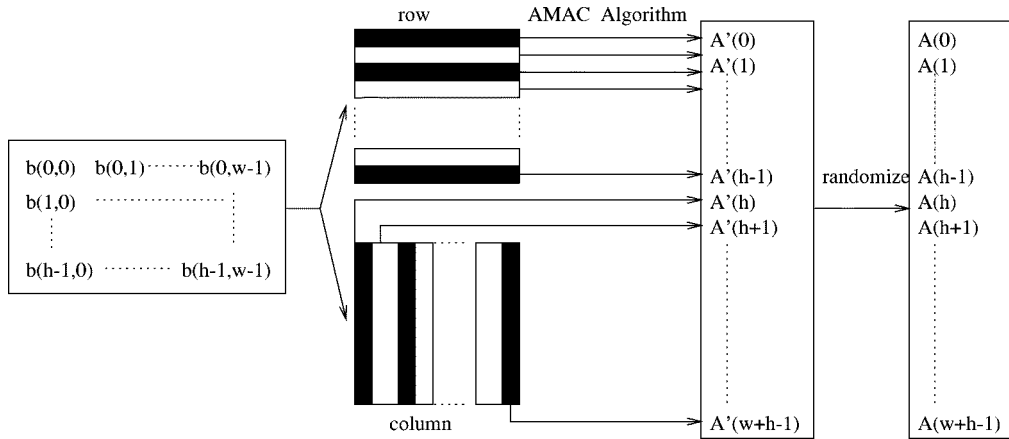 row
AMAC Algorithm
b(0,0) b(0,1) b(0,w-1)
b(1,0)
b(h-1,0) b(h-1,w-1)
column
A'(0)
A'(1)
A'(h-1)
A'(h)
A'(h+1)
A'(w+h-1)
randomize
A(0)
A(1)
A(h-1)
A(h)
A(h+1)
A(w+h-1)